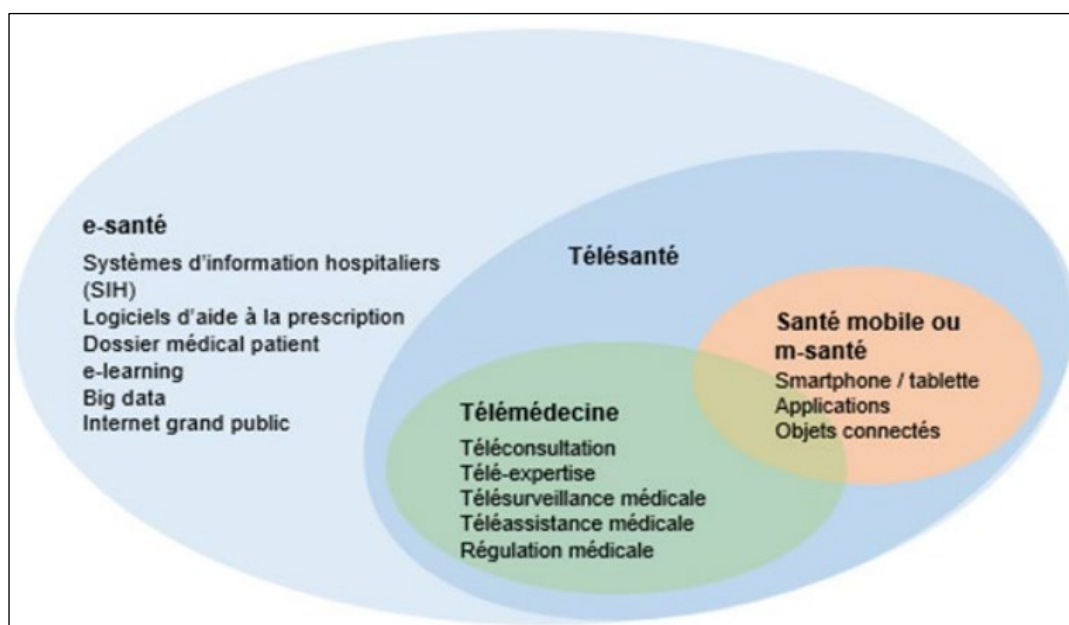 e-santé
Systèmes d'information hospitaliers
(SIH)
Logiciels d'aide à la prescription
Dossier médical patient
e-learning
Big data
Internet grand public
Télésanté
Télémédecine
Téléconsultation
Télé-expertise
Télésurveillance médicale
Téléassistance médicale
Régulation médicale
Santé mobile ou
m-santé
Smartphone / tablette
Applications
Objets connectés